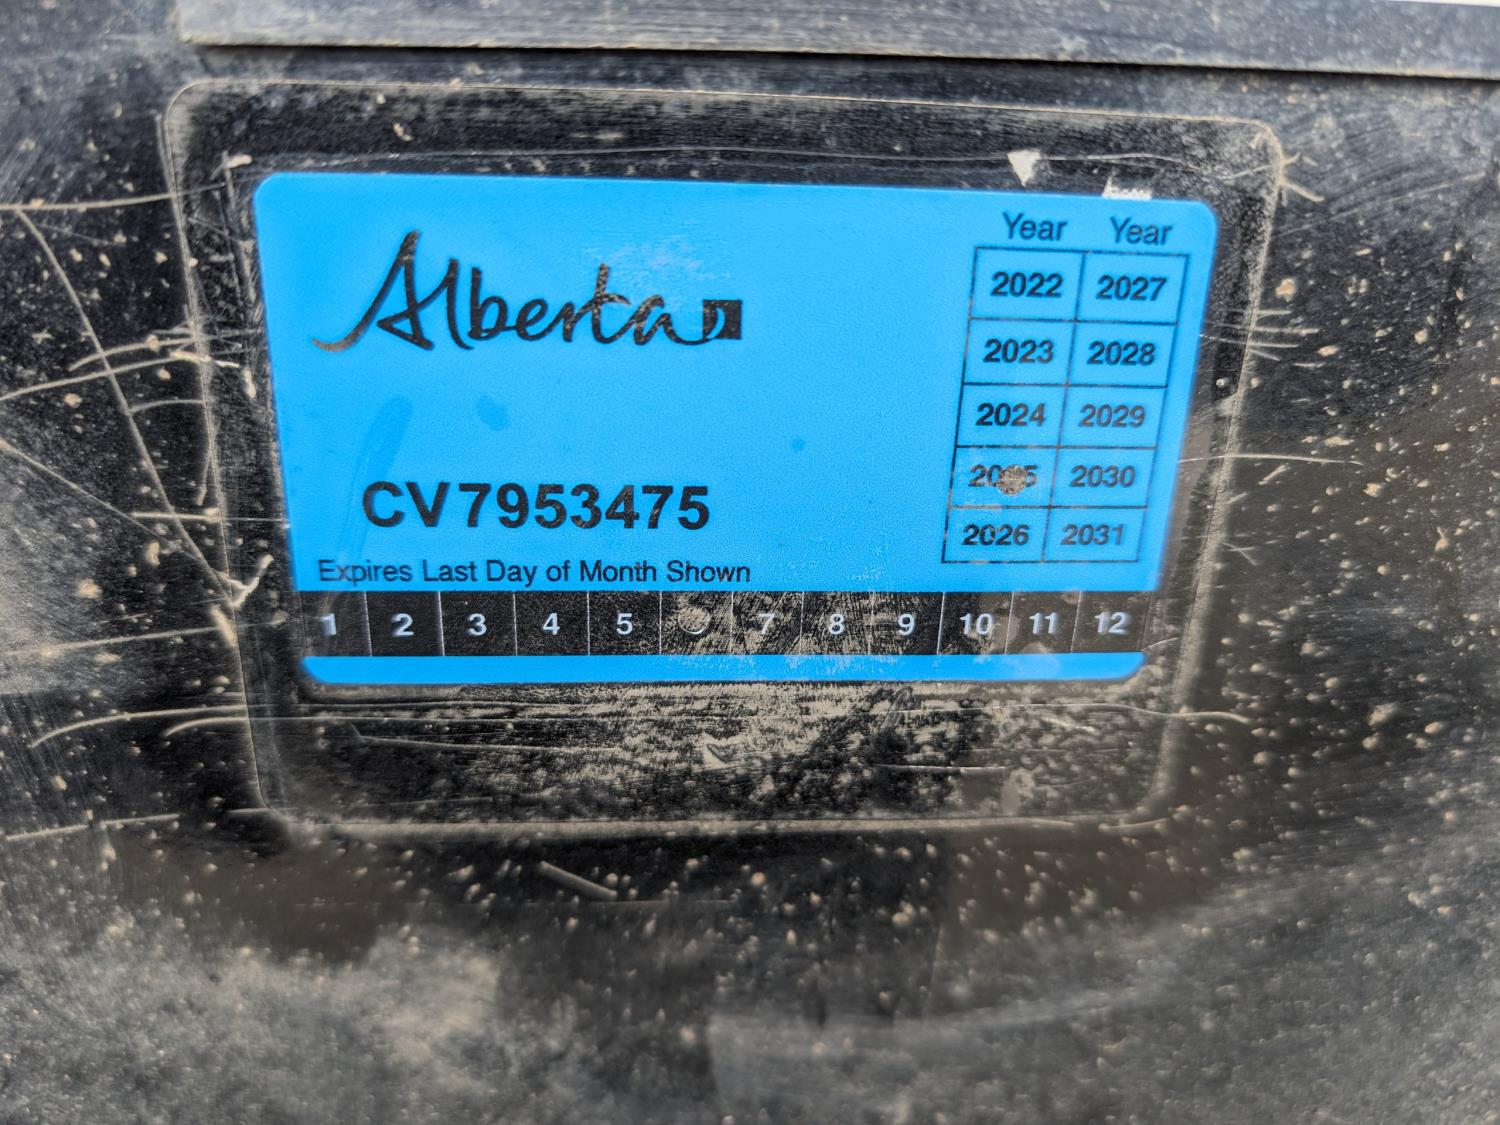 Alberta
Year Year
2022 2027
2023 2028
2024 2029
2030
2026 2031
CV7953475
Expires Last Day of Month Shown
1 2 3 4 5 7 8 9 10 11 12